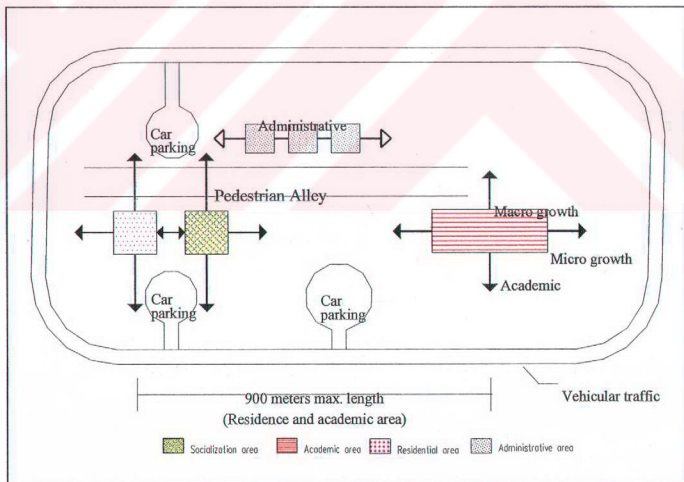 Car
parking
Administrative
Pedestrian Alley
Macro growth
Micro growth
Academic
Car
parking
Car
parking
900 meters max. length
(Residence and academic area)
Vehicular traffic
Socialization area
Academic area
Residential area
Administrative area